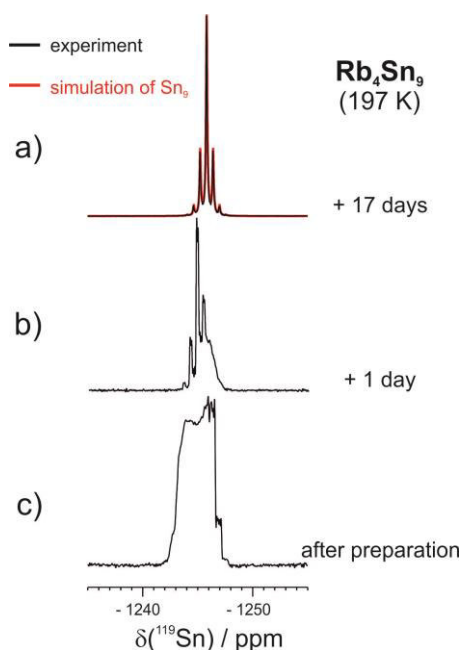 experiment
simulation of Sn₉
Rb₄Sn₉
(197 K)
a)
+ 17 days
b)
+ 1 day
c)
after preparation
- 1240
- 1250
δ(¹¹⁹Sn) / ppm